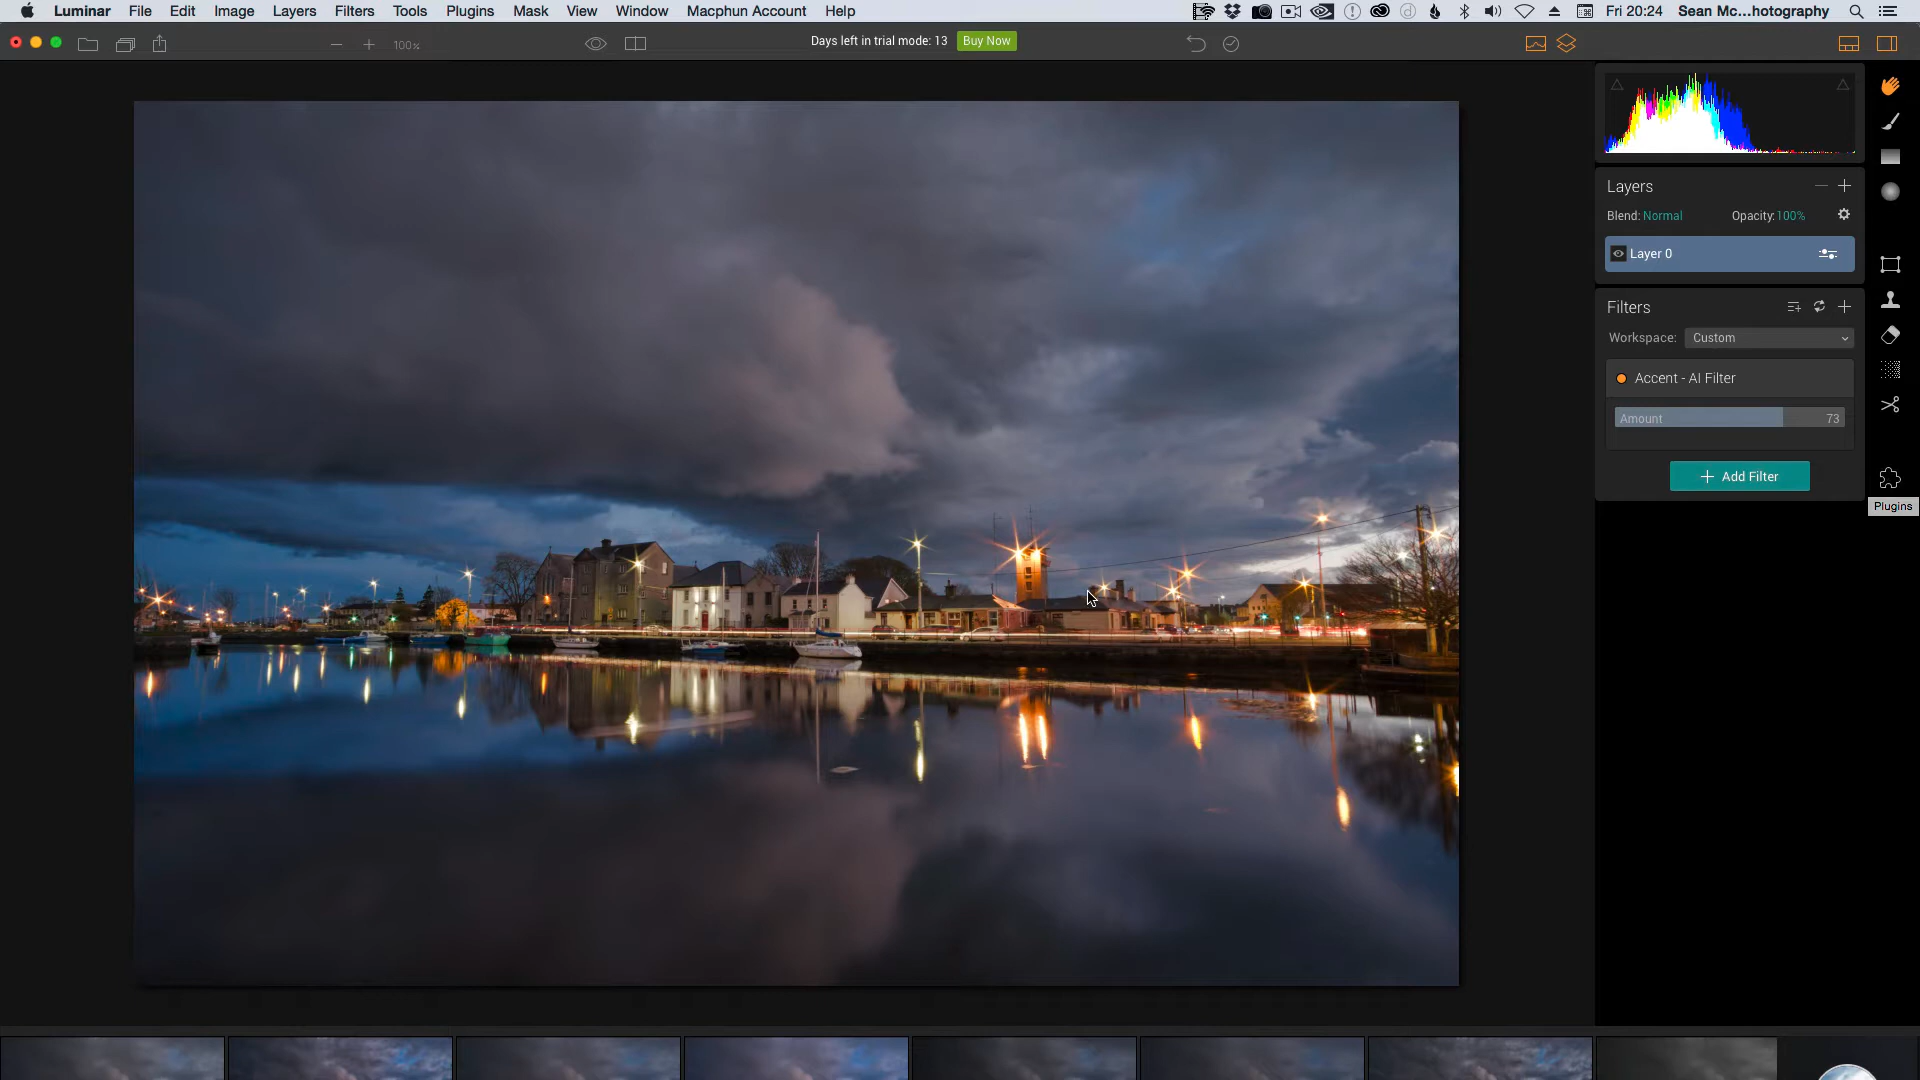 Luminar File Edit Image Layers Filters Tools Plugins Mask View Window Macphun Account Help Fri 20:24 Sean Mc...hotography
100% Days left in trial mode: 13 Buy Now
Layers
Blend: Normal Opacity: 100%
Layer 0
Filters
Workspace: Custom
Accent - AI Filter
Amount 73
Add Filter
Plugins